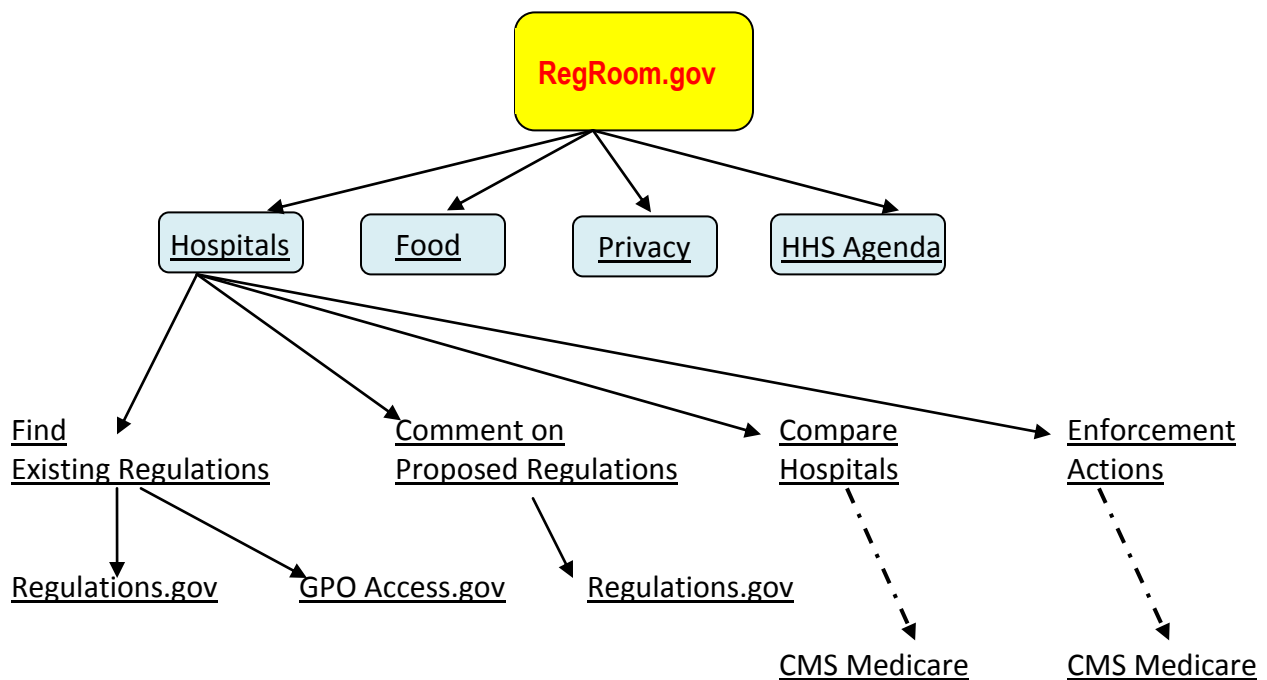 RegRoom.gov
Hospitals
Food
Privacy
HHS Agenda
Find
Existing Regulations
Comment on
Proposed Regulations
Compare
Hospitals
Enforcement
Actions
Regulations.gov
GPO Access.gov
Regulations.gov
CMS Medicare
CMS Medicare